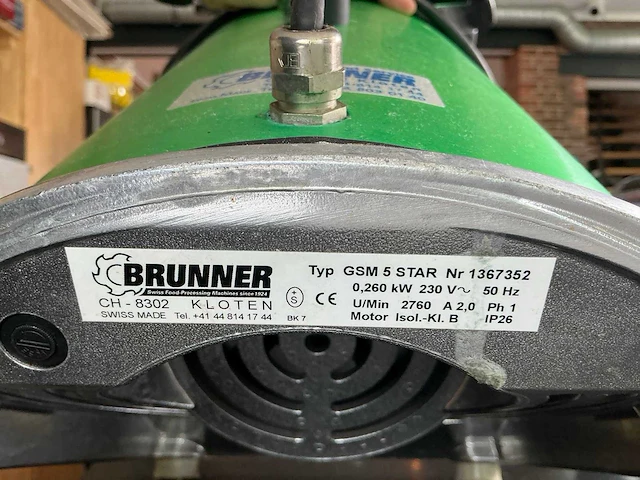 BRUNNER
BRUNNER
Swiss Food-Processing Machines since 1924
CH - 8302 KLOTEN
SWISS MADE Tel. +41 44 814 17 44
BK 7
S
CE
Typ GSM 5 STAR Nr 1367352
0,260 kW 230 V~ 50 Hz
U/Min 2760 A 2,0 Ph 1
Motor Isol.-Kl. B IP26